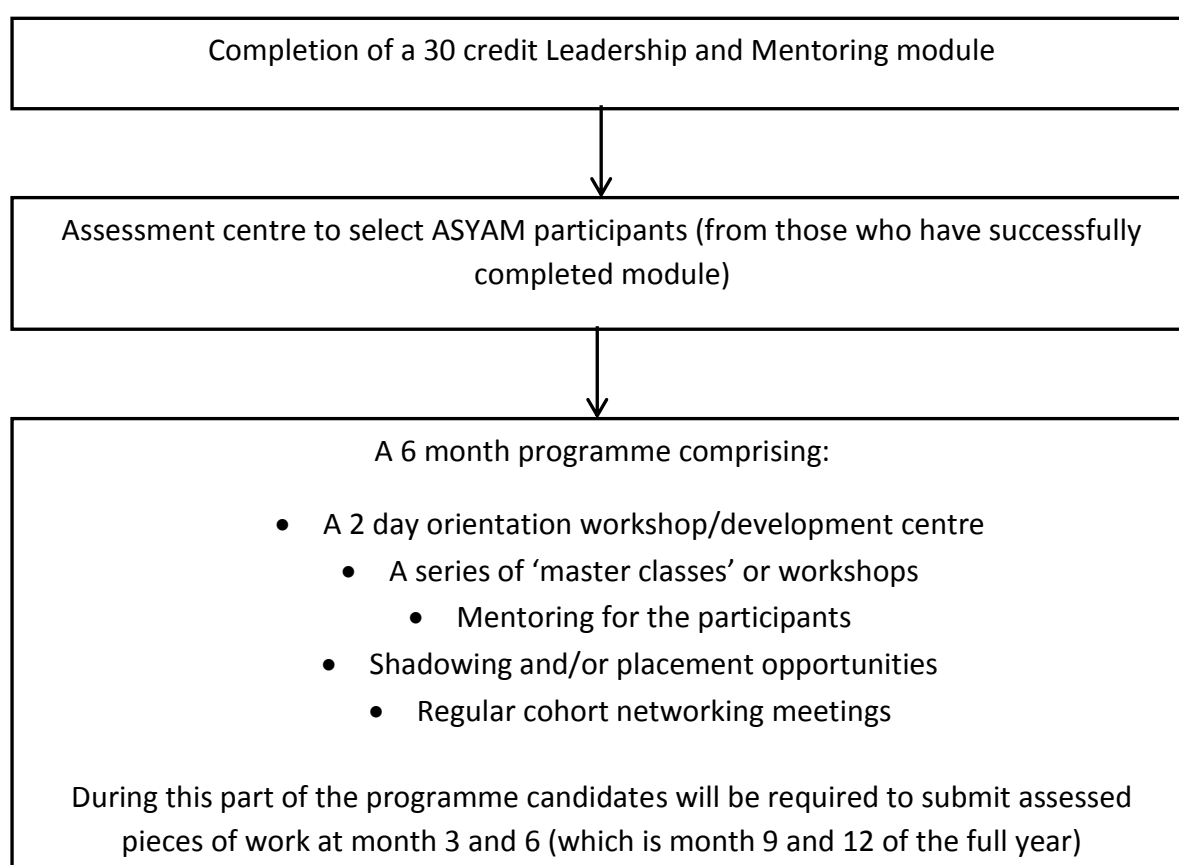 Completion of a 30 credit Leadership and Mentoring module
Assessment centre to select ASYAM participants (from those who have successfully
completed module)
A 6 month programme comprising:
• A 2 day orientation workshop/development centre
• A series of ‘master classes’ or workshops
• Mentoring for the participants
• Shadowing and/or placement opportunities
• Regular cohort networking meetings
During this part of the programme candidates will be required to submit assessed
pieces of work at month 3 and 6 (which is month 9 and 12 of the full year)